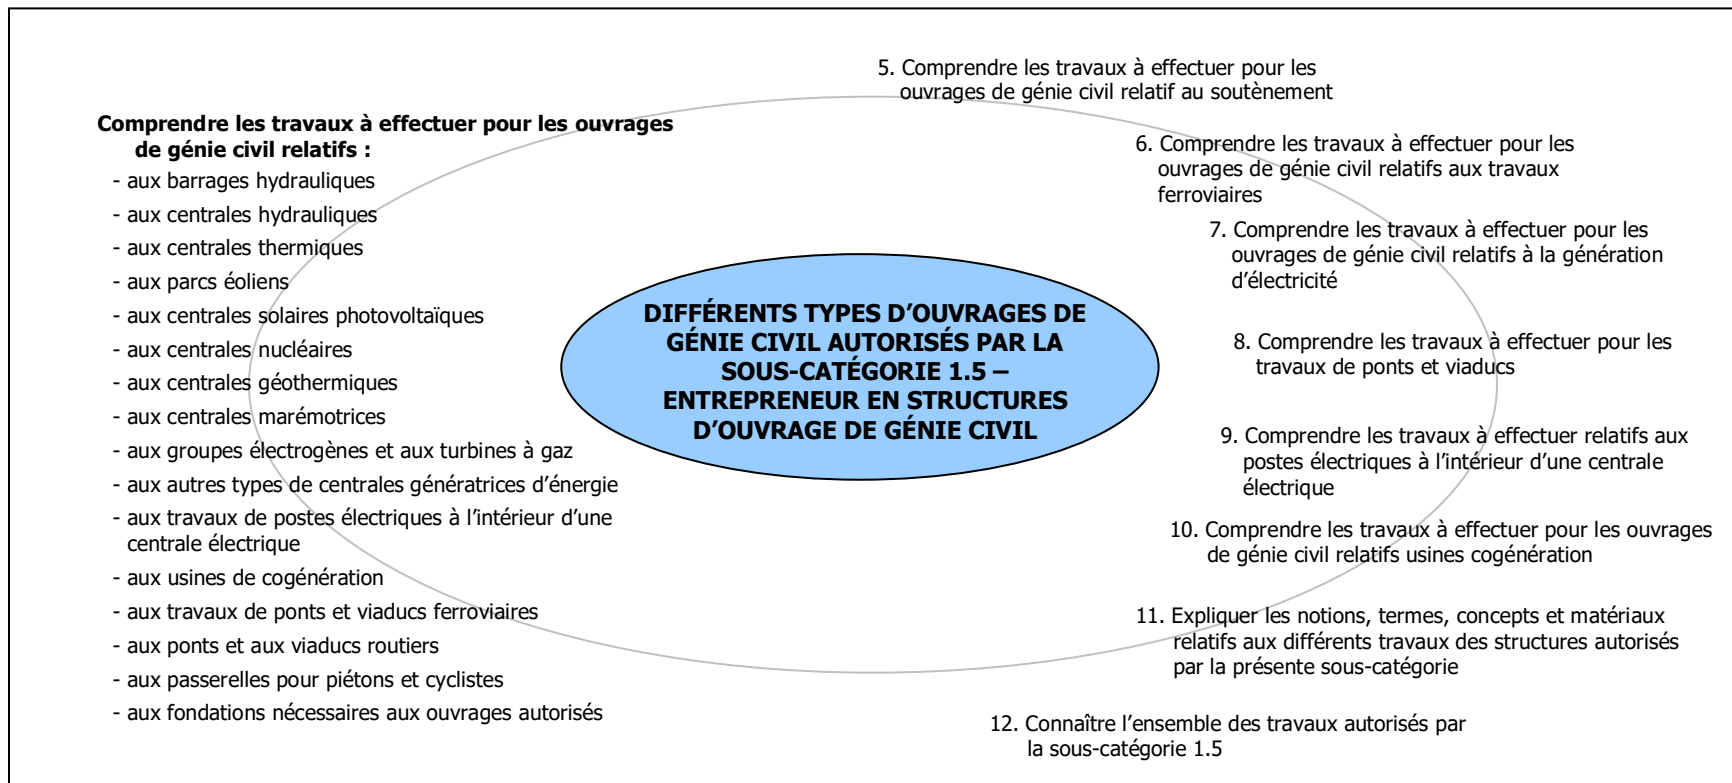 Comprendre les travaux à effectuer pour les ouvrages
de génie civil relatifs :
- aux barrages hydrauliques
- aux centrales hydrauliques
- aux centrales thermiques
- aux parcs éoliens
- aux centrales solaires photovoltaïques
- aux centrales nucléaires
- aux centrales géothermiques
- aux centrales marémotrices
- aux groupes électrogènes et aux turbines à gaz
- aux autres types de centrales génératrices d’énergie
- aux travaux de postes électriques à l’intérieur d’une
centrale électrique
- aux usines de cogénération
- aux travaux de ponts et viaducs ferroviaires
- aux ponts et aux viaducs routiers
- aux passerelles pour piétons et cyclistes
- aux fondations nécessaires aux ouvrages autorisés
DIFFÉRENTS TYPES D’OUVRAGES DE
GÉNIE CIVIL AUTORISÉS PAR LA
SOUS-CATÉGORIE 1.5 –
ENTREPRENEUR EN STRUCTURES
D’OUVRAGE DE GÉNIE CIVIL
5. Comprendre les travaux à effectuer pour les
ouvrages de génie civil relatif au soutènement
6. Comprendre les travaux à effectuer pour les
ouvrages de génie civil relatifs aux travaux
ferroviaires
7. Comprendre les travaux à effectuer pour les
ouvrages de génie civil relatifs à la génération
d’électricité
8. Comprendre les travaux à effectuer pour les
travaux de ponts et viaducs
9. Comprendre les travaux à effectuer relatifs aux
postes électriques à l’intérieur d’une centrale
électrique
10. Comprendre les travaux à effectuer pour les ouvrages
de génie civil relatifs usines cogénération
11. Expliquer les notions, termes, concepts et matériaux
relatifs aux différents travaux des structures autorisés
par la présente sous-catégorie
12. Connaître l’ensemble des travaux autorisés par
la sous-catégorie 1.5